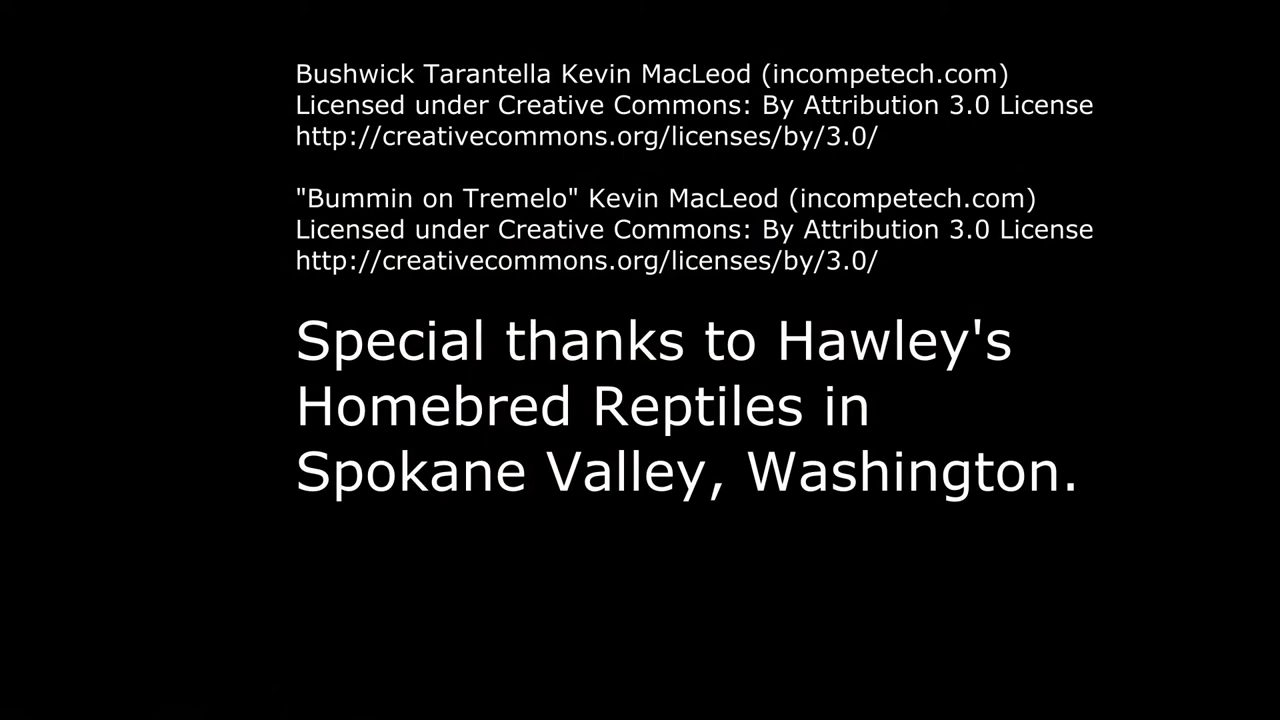 Bushwick Tarantella Kevin MacLeod (incompetech.com)
Licensed under Creative Commons: By Attribution 3.0 License
http://creativecommons.org/licenses/by/3.0/
"Bummin on Tremelo" Kevin MacLeod (incompetech.com)
Licensed under Creative Commons: By Attribution 3.0 License
http://creativecommons.org/licenses/by/3.0/
Special thanks to Hawley's
Homebred Reptiles in
Spokane Valley, Washington.